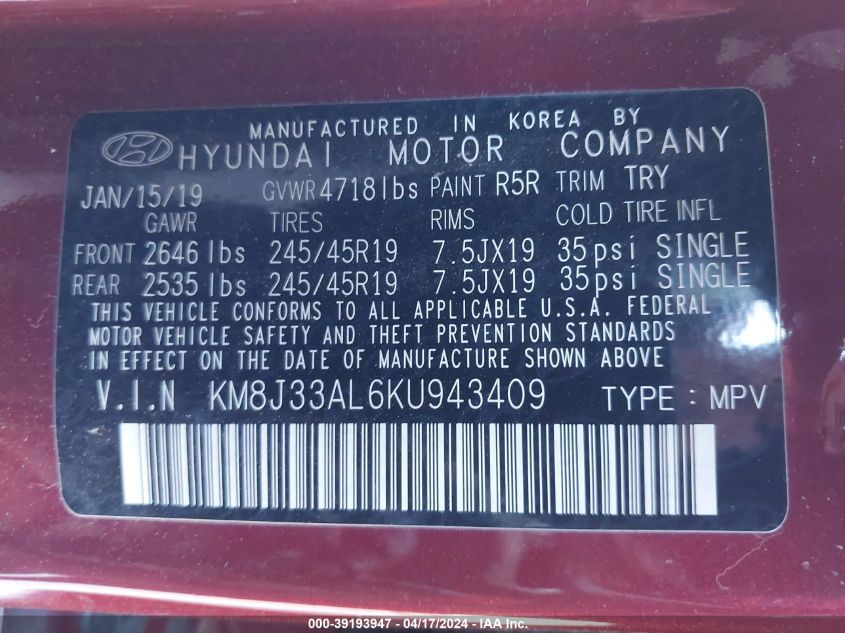 MANUFACTURED IN KOREA BY
HYUNDAI MOTOR COMPANY
JAN/15/19 GVWR 4718 lbs PAINT R5R TRIM TRY
GAWR TIRES RIMS COLD TIRE INFL
FRONT 2646 lbs 245/45R19 7.5JX19 35psi SINGLE
REAR 2535 lbs 245/45R19 7.5JX19 35psi SINGLE
THIS VEHICLE CONFORMS TO ALL APPLICABLE U.S.A. FEDERAL
MOTOR VEHICLE SAFETY AND THEFT PREVENTION STANDARDS
IN EFFECT ON THE DATE OF MANUFACTURE SHOWN ABOVE
V.I.N KM8J33AL6KU943409 TYPE : MPV
000-39193947 - 04/17/2024 - IAA Inc.